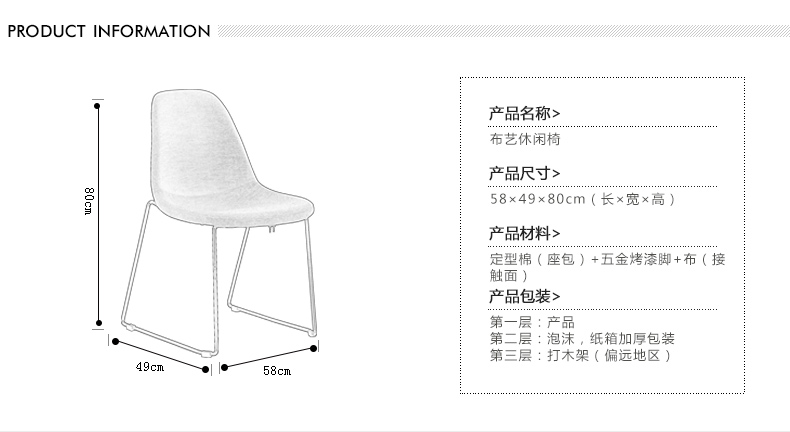 PRODUCT INFORMATION
80cm
49cm
58cm
产品名称>
布艺休闲椅
产品尺寸>
58×49×80cm（长×宽×高）
产品材料>
定型棉（座包）+五金烤漆脚+布（接
触面）
产品包装>
第一层：产品
第二层：泡沫，纸箱加厚包装
第三层：打木架（偏远地区）